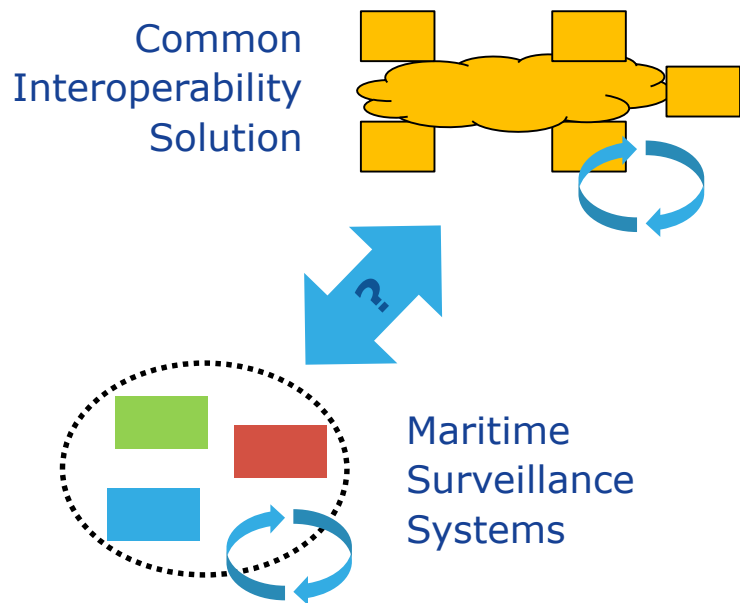 Common
Interoperability
Solution
?
Maritime
Surveillance
Systems